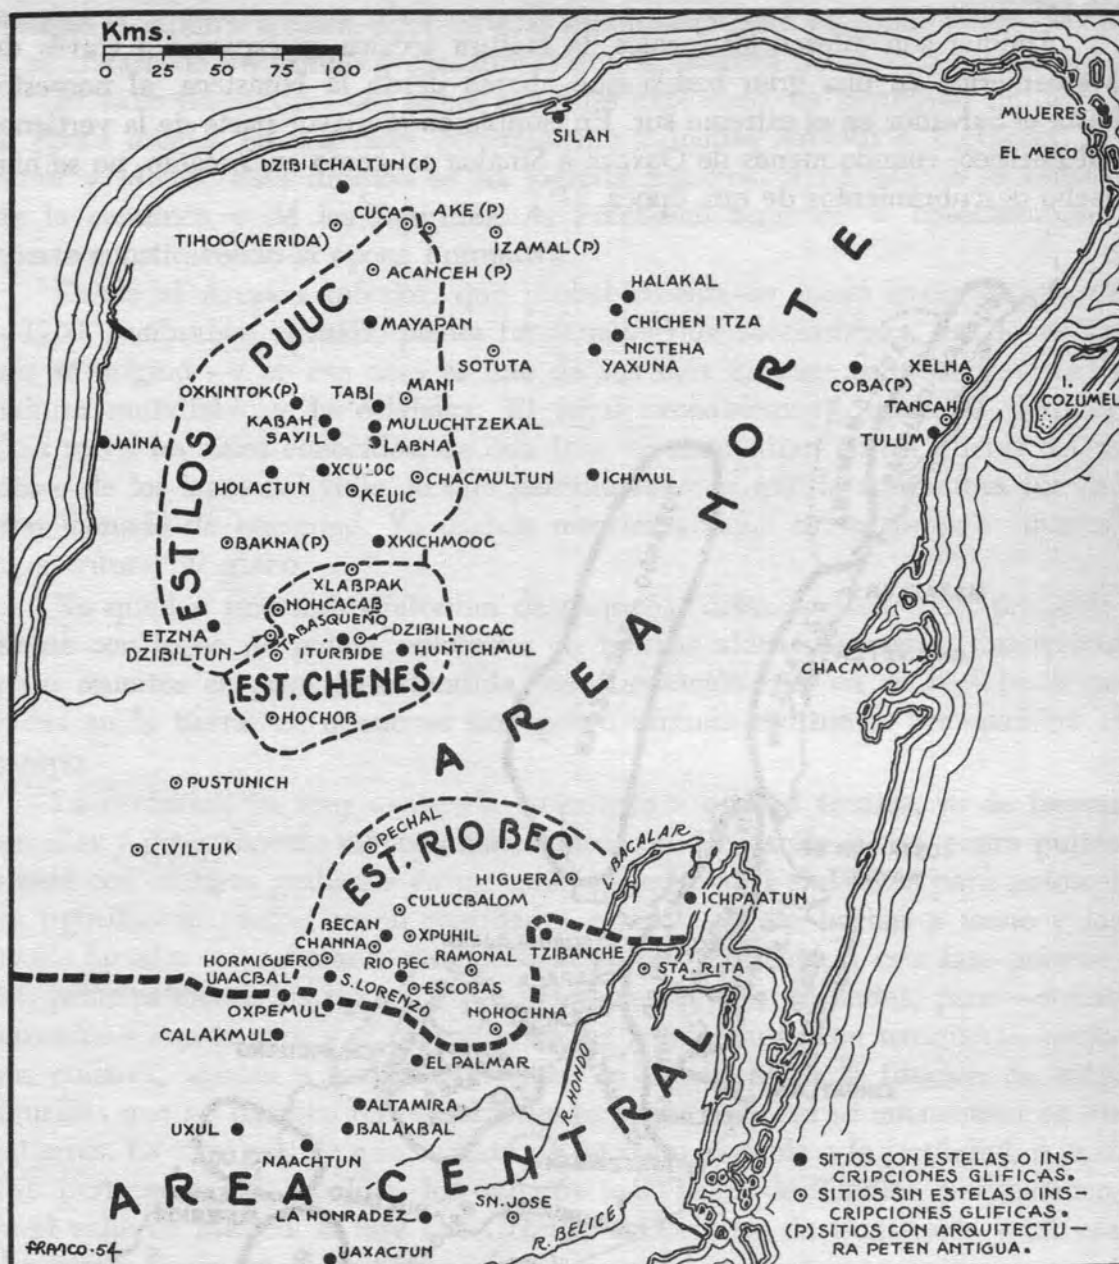 Kms.
0 25 50 75 100
SILAN
MUJERES
EL MECO
DZIBILHALTUN (P)
CUCA
AKE (P)
TIHOO (MERIDA)
IZAMAL (P)
ACANCEH (P)
HALAKAL
CHICHEN ITZA
MAYAPAN
NICTEHA
SOTUTA
YAXUNA
XELHA
COBA (P)
I. COZUMEL
OXKINTOK (P)
TABI
MANI
TANCAH
KABAH
MULUCHTZEKAL
TULUM
JAINA
SAYIL
LABNA
XCULOC
HOLACTUN
CHACMULTUN
ICHMUL
KEUIC
BAKNA (P)
XKICHMOOC
XLABPAK
NOHCACAB
ETZNA
TABASQUEÑO
DZIBILNOCAC
DZIBILTUN
ITURBIDE
HUNTICHMUL
CHACMOOL
ESTILOS PUUC
EST. CHENES
HOCHOB
AREA NORTE
PUSTUNICH
PECHAL
L. BACALAR
CIVILTUK
EST. RIO BEC
HIGUERA
CULUCBALOM
ICHPAATUN
BECAN
XPUHIL
TZIBANCHE
CHANNA
HORMIGUERO
RIO BEC
RAMONAL
STA. RITA
UAACBAL
S. LORENZO
ESCOBAS
OXPEMUL
NOHOCHNA
CALAKMUL
EL PALMAR
R. HONDO
ALTAMIRA
UXUL
BALAKBAL
NAACHTUN
AREA CENTRAL
LA HONRADEZ
SN. JOSE
R. BELICE
UAXACTUN
● SITIOS CON ESTELAS O INS-
CRIPCIONES GLIFICAS.
⊙ SITIOS SIN ESTELAS O INS
CRIPCIONES GLIFICAS.
(P) SITIOS CON ARQUITECTU-
RA PETEN ANTIGUA.